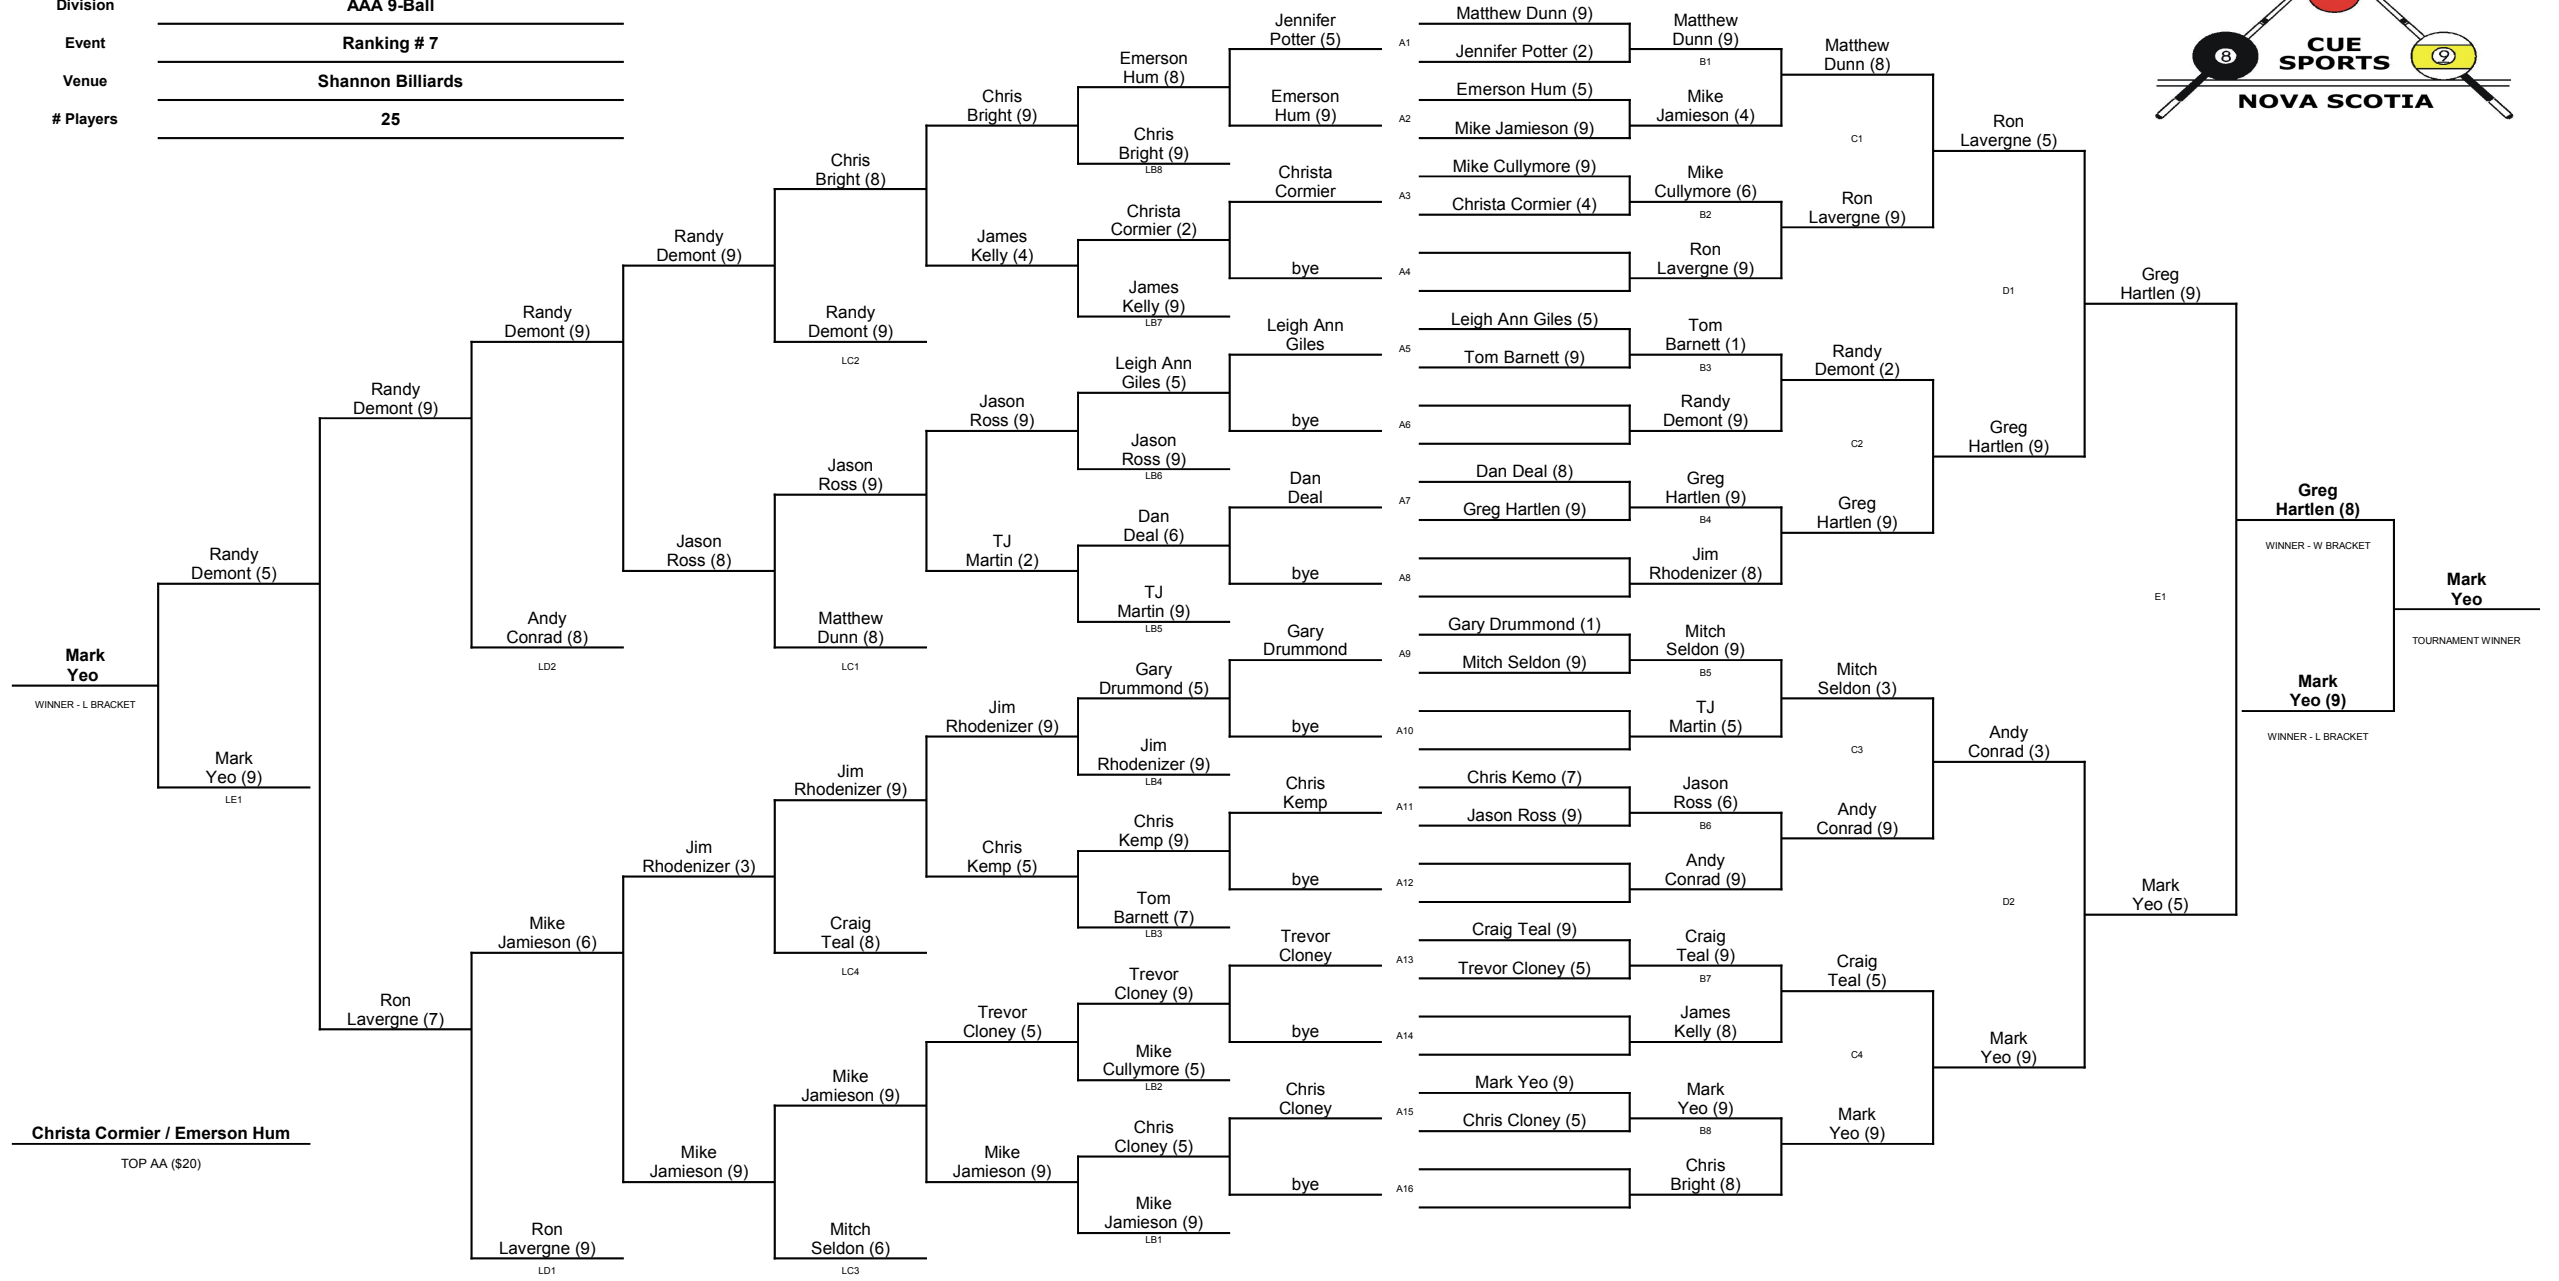 Division
AAA 9-Ball
Event
Ranking # 7
Venue
Shannon Billiards
# Players
25
8
9
CUE
SPORTS
NOVA SCOTIA
Mark
Yeo
WINNER - L BRACKET
Christa Cormier / Emerson Hum
TOP AA ($20)
Randy
Demont (5)
Mark
Yeo (9)
LE1
Randy
Demont (9)
Ron
Lavergne (7)
Randy
Demont (9)
Andy
Conrad (8)
LD2
Mike
Jamieson (6)
Ron
Lavergne (9)
LD1
Randy
Demont (9)
Jason
Ross (8)
Jim
Rhodenizer (3)
Mike
Jamieson (9)
Chris
Bright (8)
Randy
Demont (9)
LC2
Jason
Ross (9)
Matthew
Dunn (8)
LC1
Jim
Rhodenizer (9)
Craig
Teal (8)
LC4
Mike
Jamieson (9)
Mitch
Seldon (6)
LC3
Chris
Bright (9)
James
Kelly (4)
Jason
Ross (9)
TJ
Martin (2)
Jim
Rhodenizer (9)
Chris
Kemp (5)
Trevor
Cloney (5)
Mike
Jamieson (9)
Emerson
Hum (8)
Chris
Bright (9)
LB8
Christa
Cormier (2)
James
Kelly (9)
LB7
Leigh Ann
Giles (5)
Jason
Ross (9)
LB6
Dan
Deal (6)
TJ
Martin (9)
LB5
Gary
Drummond (5)
Jim
Rhodenizer (9)
LB4
Chris
Kemp (9)
Tom
Barnett (7)
LB3
Trevor
Cloney (9)
Mike
Cullymore (5)
LB2
Chris
Cloney (5)
Mike
Jamieson (9)
LB1
Jennifer
Potter (5)
Emerson
Hum (9)
Christa
Cormier
bye
Leigh Ann
Giles
bye
Dan
Deal
bye
Gary
Drummond
bye
Chris
Kemp
bye
Trevor
Cloney
bye
Chris
Cloney
bye
A1
A2
A3
A4
A5
A6
A7
A8
A9
A10
A11
A12
A13
A14
A15
A16
Matthew Dunn (9)
Jennifer Potter (2)
Emerson Hum (5)
Mike Jamieson (9)
Mike Cullymore (9)
Christa Cormier (4)
Leigh Ann Giles (5)
Tom Barnett (9)
Dan Deal (8)
Greg Hartlen (9)
Gary Drummond (1)
Mitch Seldon (9)
Chris Kemo (7)
Jason Ross (9)
Craig Teal (9)
Trevor Cloney (5)
Mark Yeo (9)
Chris Cloney (5)
Matthew
Dunn (9)
B1
Mike
Jamieson (4)
Mike
Cullymore (6)
B2
Ron
Lavergne (9)
Tom
Barnett (1)
B3
Randy
Demont (9)
Greg
Hartlen (9)
B4
Jim
Rhodenizer (8)
Mitch
Seldon (9)
B5
TJ
Martin (5)
Jason
Ross (6)
B6
Andy
Conrad (9)
Craig
Teal (9)
B7
James
Kelly (8)
Mark
Yeo (9)
B8
Chris
Bright (8)
Matthew
Dunn (8)
C1
Ron
Lavergne (9)
Randy
Demont (2)
C2
Greg
Hartlen (9)
Mitch
Seldon (3)
C3
Andy
Conrad (9)
Craig
Teal (5)
C4
Mark
Yeo (9)
Ron
Lavergne (5)
D1
Greg
Hartlen (9)
Andy
Conrad (3)
D2
Mark
Yeo (9)
Greg
Hartlen (9)
E1
Mark
Yeo (5)
Greg
Hartlen (8)
WINNER - W BRACKET
Mark
Yeo (9)
WINNER - L BRACKET
Mark
Yeo
TOURNAMENT WINNER